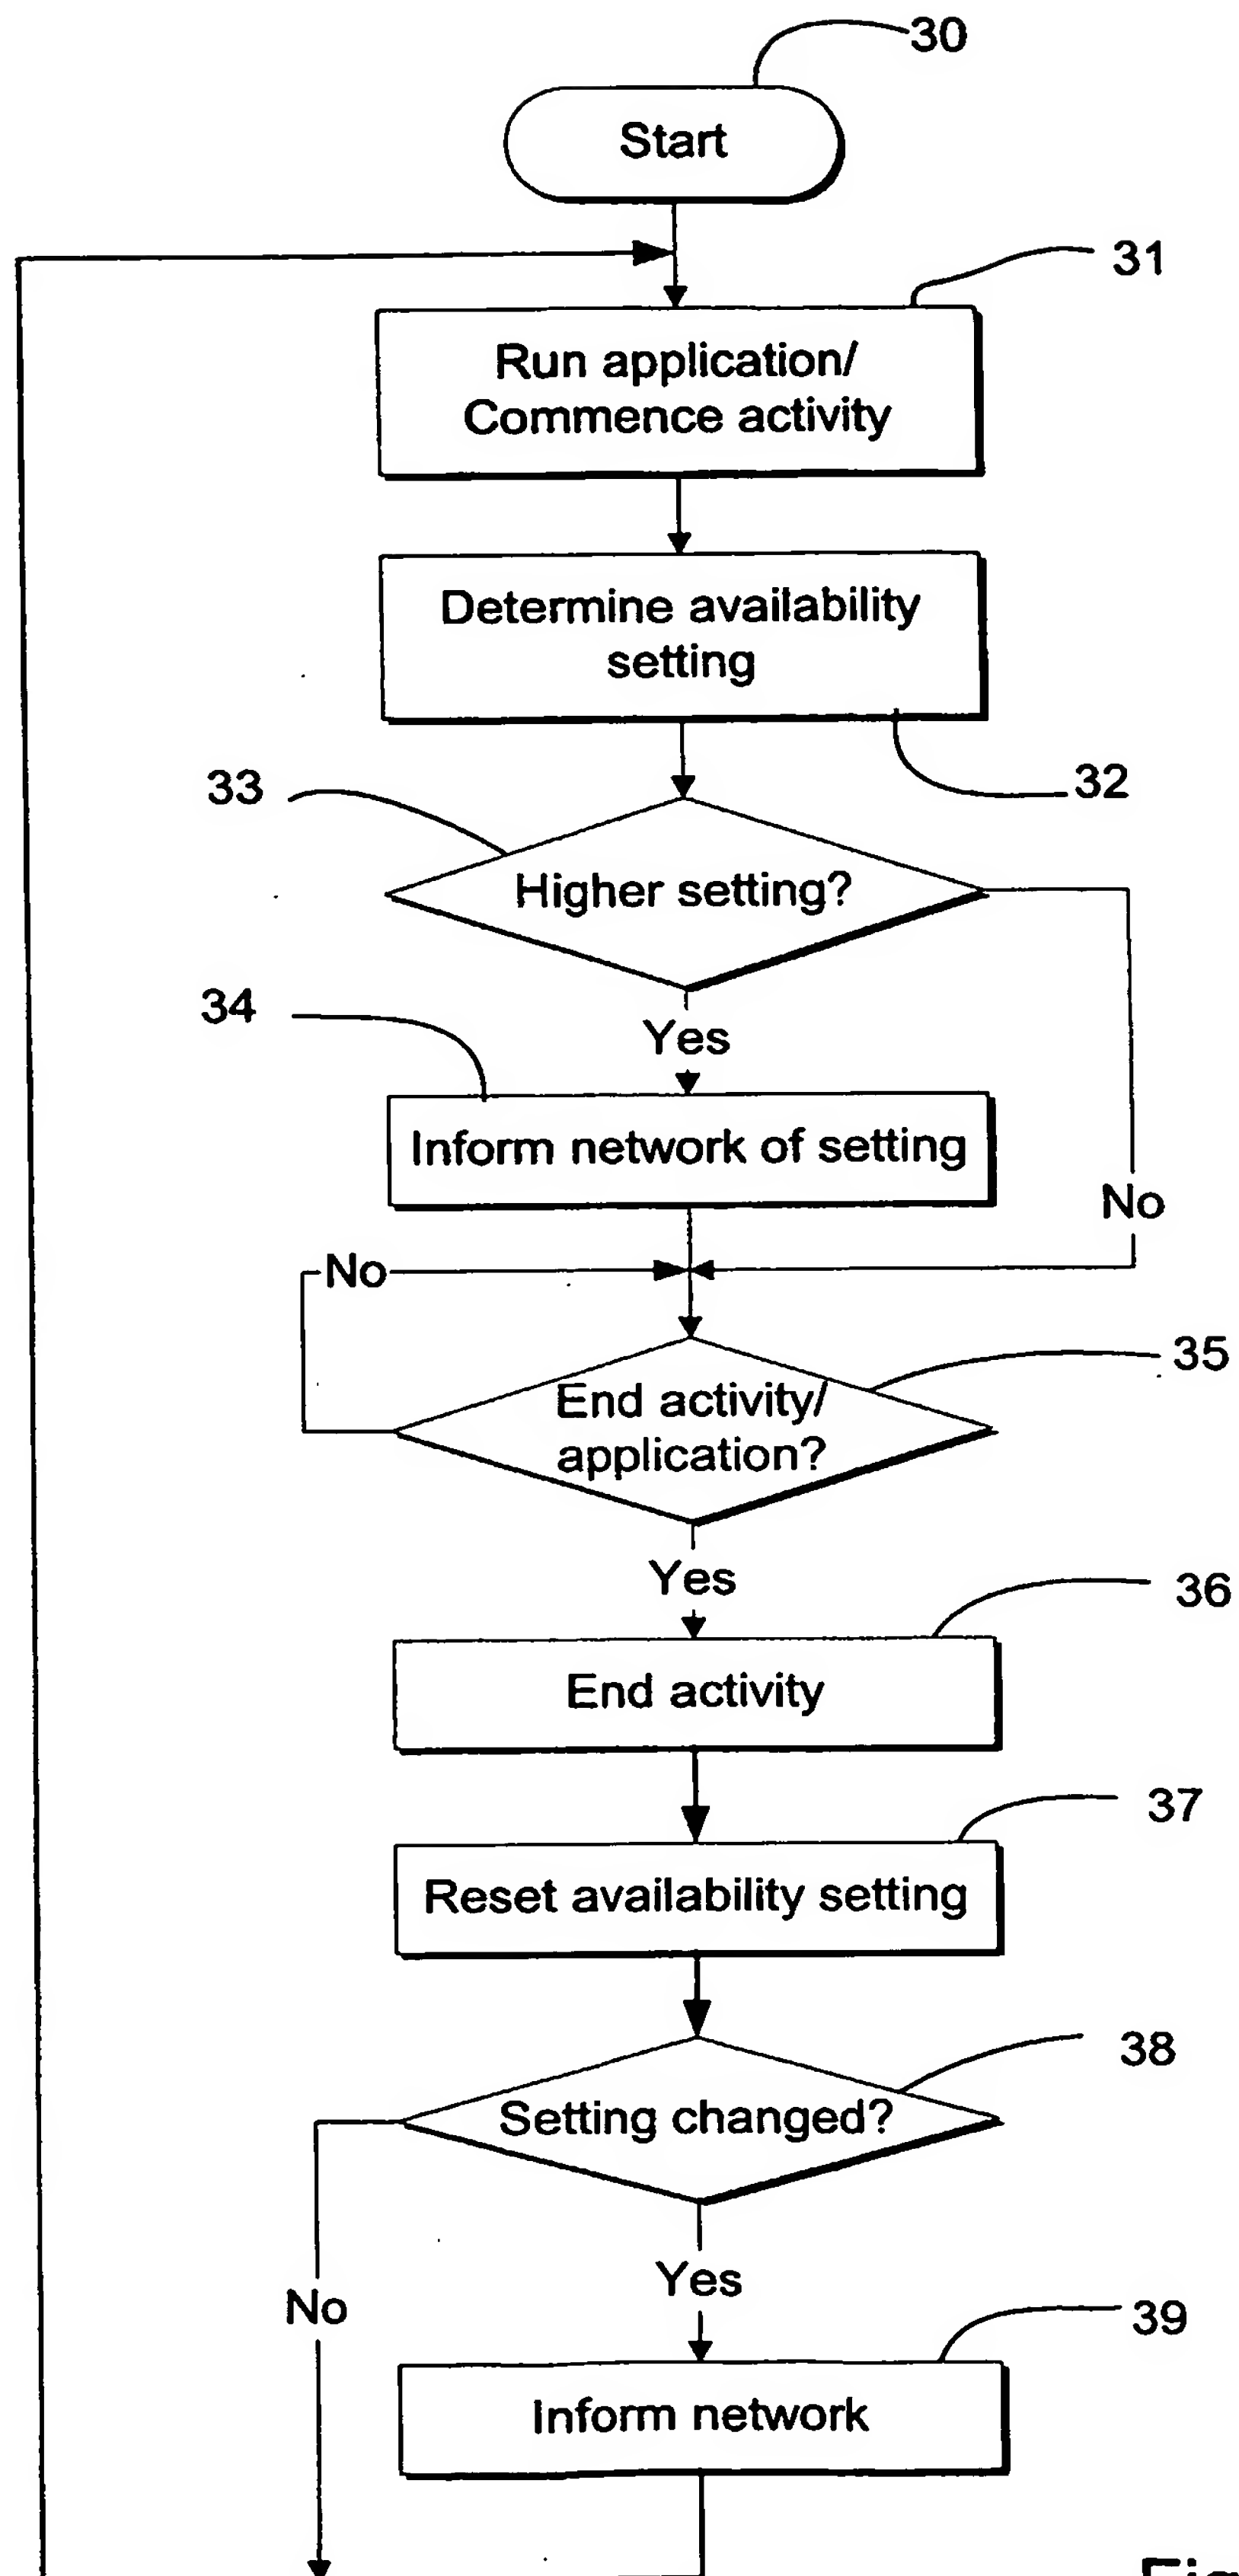 30
Start
31
Run application/
Commence activity
Determine availability
setting
32
33
Higher setting?
34
Yes
Inform network of setting
No
No
35
End activity/
application?
Yes
36
End activity
37
Reset availability setting
38
Setting changed?
Yes
No
39
Inform network